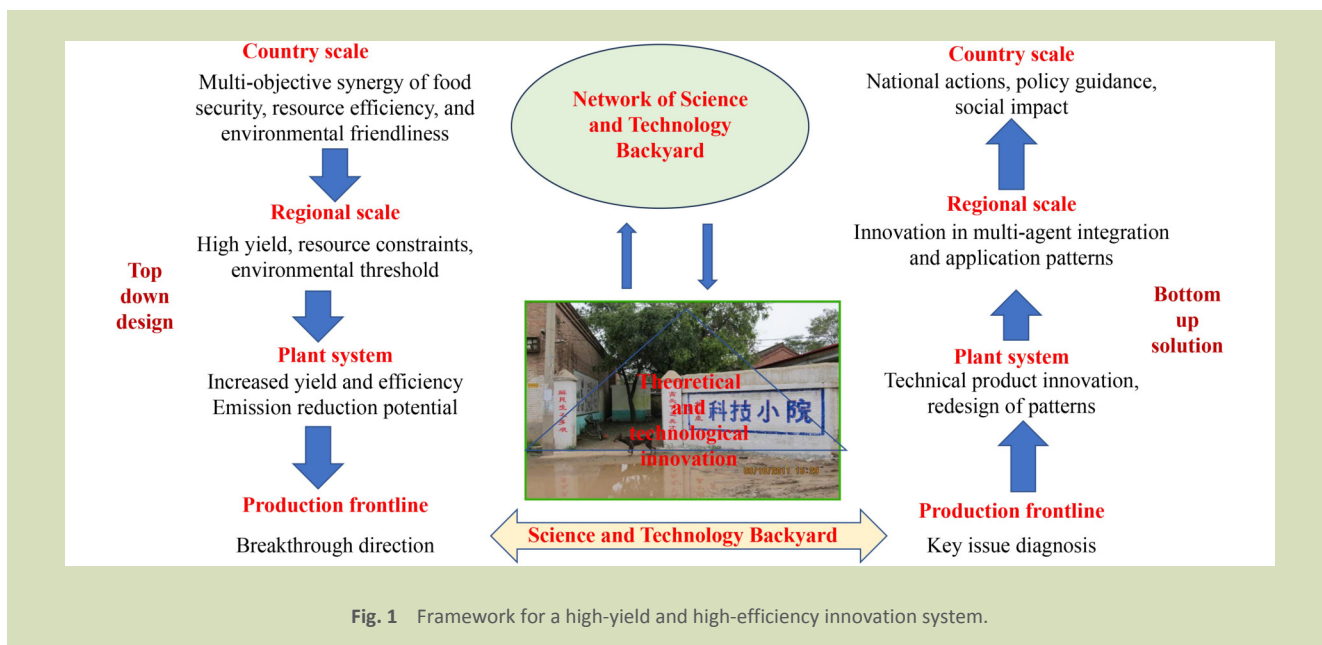 Country scale
Multi-objective synergy of food
security, resource efficiency, and
environmental friendliness
Regional scale
High yield, resource constraints,
environmental threshold
Top
down
design
Plant system
Increased yield and efficiency
Emission reduction potential
Production frontline
Breakthrough direction
Network of Science
and Technology
Backyard
Theoretical
and
technological
innovation
科技小院
Science and Technology Backyard
Country scale
National actions, policy guidance,
social impact
Regional scale
Innovation in multi-agent integration
and application patterns
Bottom
up
solution
Plant system
Technical product innovation,
redesign of patterns
Production frontline
Key issue diagnosis
Fig. 1 Framework for a high-yield and high-efficiency innovation system.